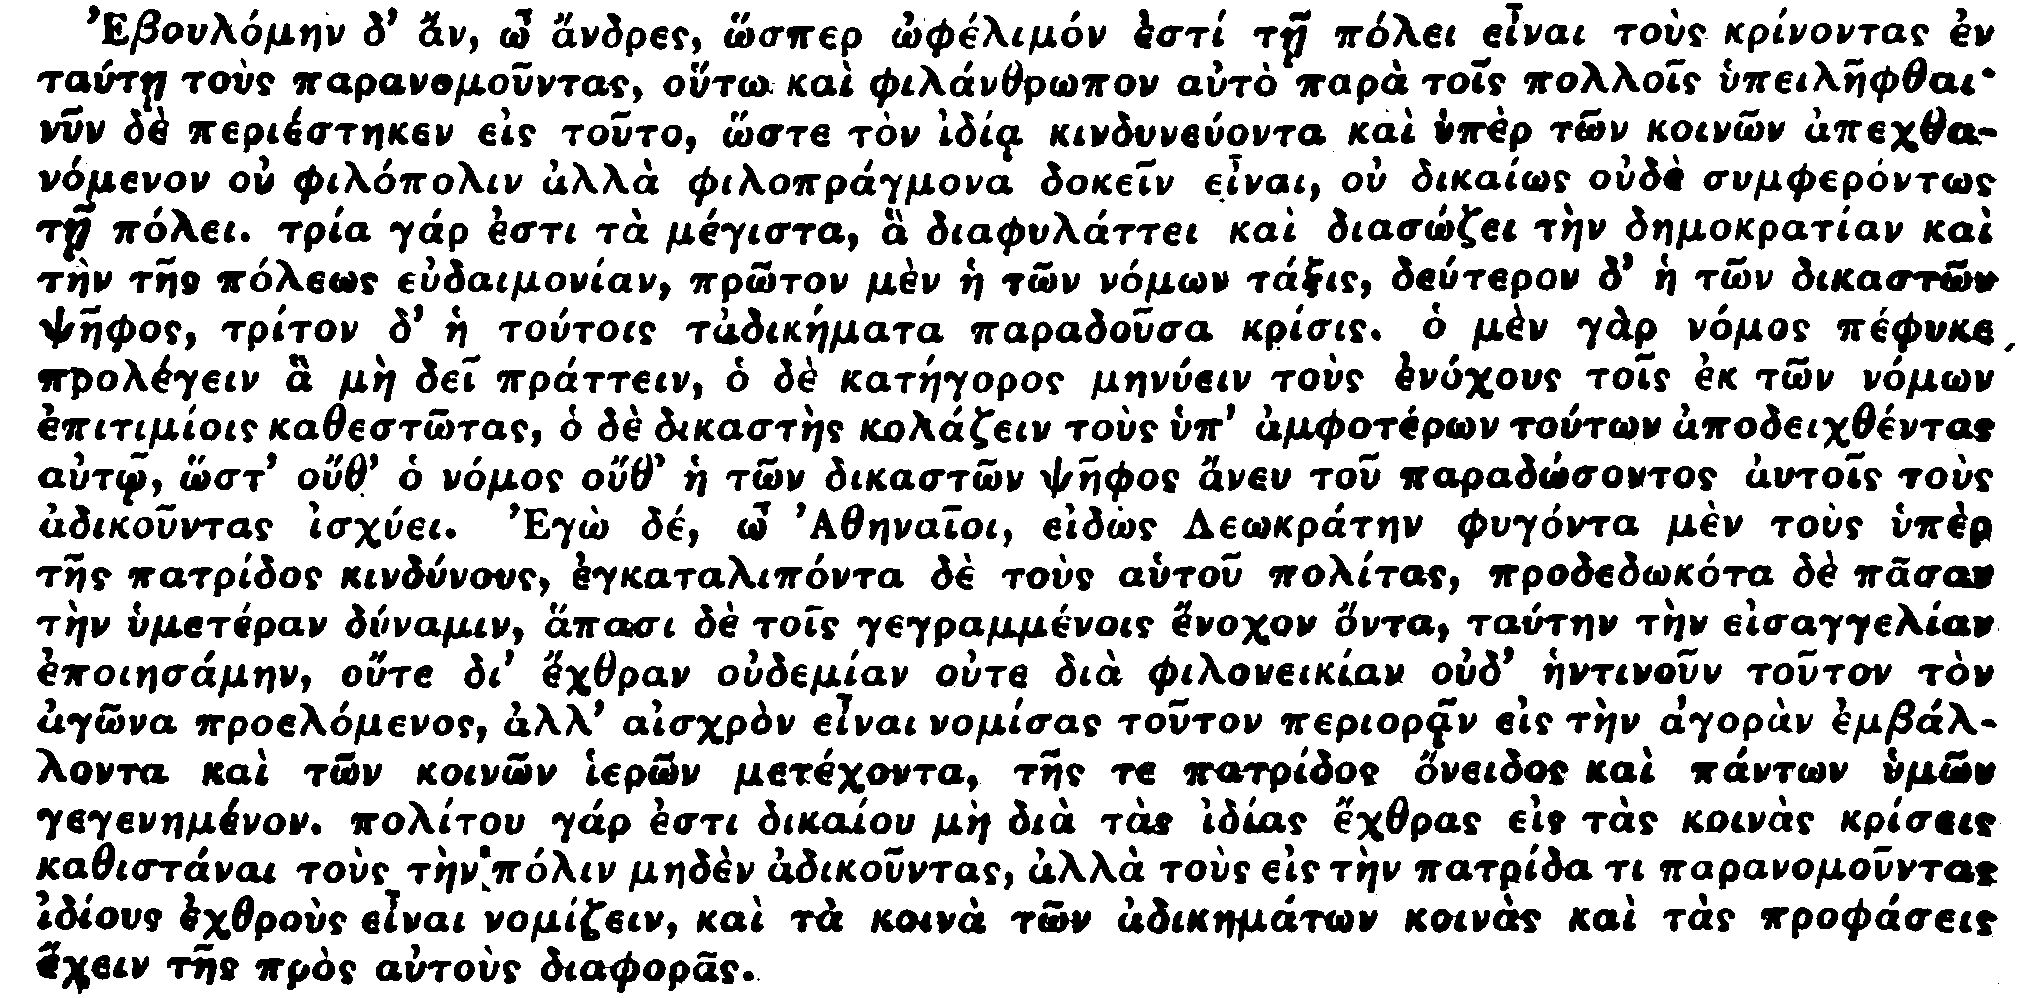 Ἐβουλόμην δ' ἄν, ὦ ἄνδρες, ὥσπερ ὠφέλιμόν ἐστί τῇ πόλει εἶναι τοὺς κρίνοντας ἐν
ταύτῃ τοὺς παρανομοῦντας, οὕτω καὶ φιλάνθρωπον αὐτὸ παρὰ τοῖς πολλοῖς ὑπειλῆφθαι·
νῦν δὲ περιέστηκεν εἰς τοῦτο, ὥστε τὸν ἰδίᾳ κινδυνεύοντα καὶ ὑπὲρ τῶν κοινῶν ἀπεχθα-
νόμενον οὐ φιλόπολιν ἀλλὰ φιλοπράγμονα δοκεῖν εἶναι, οὐ δικαίως οὐδὲ συμφερόντως
τῇ πόλει. τρία γάρ ἐστι τὰ μέγιστα, ἃ διαφυλάττει καὶ διασώζει τὴν δημοκρατίαν καὶ
τὴν τῆς πόλεως εὐδαιμονίαν, πρῶτον μὲν ἡ τῶν νόμων τάξις, δεύτερον δ' ἡ τῶν δικαστῶν
ψῆφος, τρίτον δ' ἡ τούτοις τἀδικήματα παραδοῦσα κρίσις. ὁ μὲν γὰρ νόμος πέφυκε
προλέγειν ἃ μὴ δεῖ πράττειν, ὁ δὲ κατήγορος μηνύειν τοὺς ἐνόχους τοῖς ἐκ τῶν νόμων
ἐπιτιμίοις καθεστῶτας, ὁ δὲ δικαστὴς κολάζειν τοὺς ὑπ' ἀμφοτέρων τούτων ἀποδειχθέντας
αὐτῷ, ὥστ' οὔθ' ὁ νόμος οὔθ' ἡ τῶν δικαστῶν ψῆφος ἄνευ τοῦ παραδώσοντος ἀυτοῖς τοὺς
ἀδικοῦντας ἰσχύει. Ἐγὼ δέ, ὦ Ἀθηναῖοι, εἰδὼς Λεωκράτην φυγόντα μὲν τοὺς ὑπὲρ
τῆς πατρίδος κινδύνους, ἐγκαταλιπόντα δὲ τοὺς αὑτοῦ πολίτας, προδεδωκότα δὲ πᾶσαν
τὴν ὑμετέραν δύναμιν, ἅπασι δὲ τοῖς γεγραμμένοις ἔνοχον ὄντα, ταύτην τὴν εἰσαγγελίαν
ἐποιησάμην, οὔτε δι' ἔχθραν οὐδεμίαν οὐτε διὰ φιλονεικίαν οὐδ' ἡντινοῦν τοῦτον τὸν
ἀγῶνα προελόμενος, ἀλλ' αἰσχρὸν εἶναι νομίσας τοῦτον περιορᾷν εἰς τὴν ἀγορὰν ἐμβάλ-
λοντα καὶ τῶν κοινῶν ἱερῶν μετέχοντα, τῆς τε πατρίδος ὄνειδος καὶ πάντων ὑμῶν
γεγενημένον. πολίτου γάρ ἐστι δικαίου μὴ διὰ τὰς ἰδίας ἔχθρας εἰς τὰς κοινὰς κρίσεις
καθιστάναι τοὺς τὴν πόλιν μηδὲν ἀδικοῦντας, ἀλλὰ τοὺς εἰς τὴν πατρίδα τι παρανομοῦντας
ἰδίους ἐχθροὺς εἶναι νομίζειν, καὶ τὰ κοινὰ τῶν ἀδικημάτων κοινὰς καὶ τὰς προφάσεις
ἔχειν τῆς πρὸς αὐτοὺς διαφορᾶς.